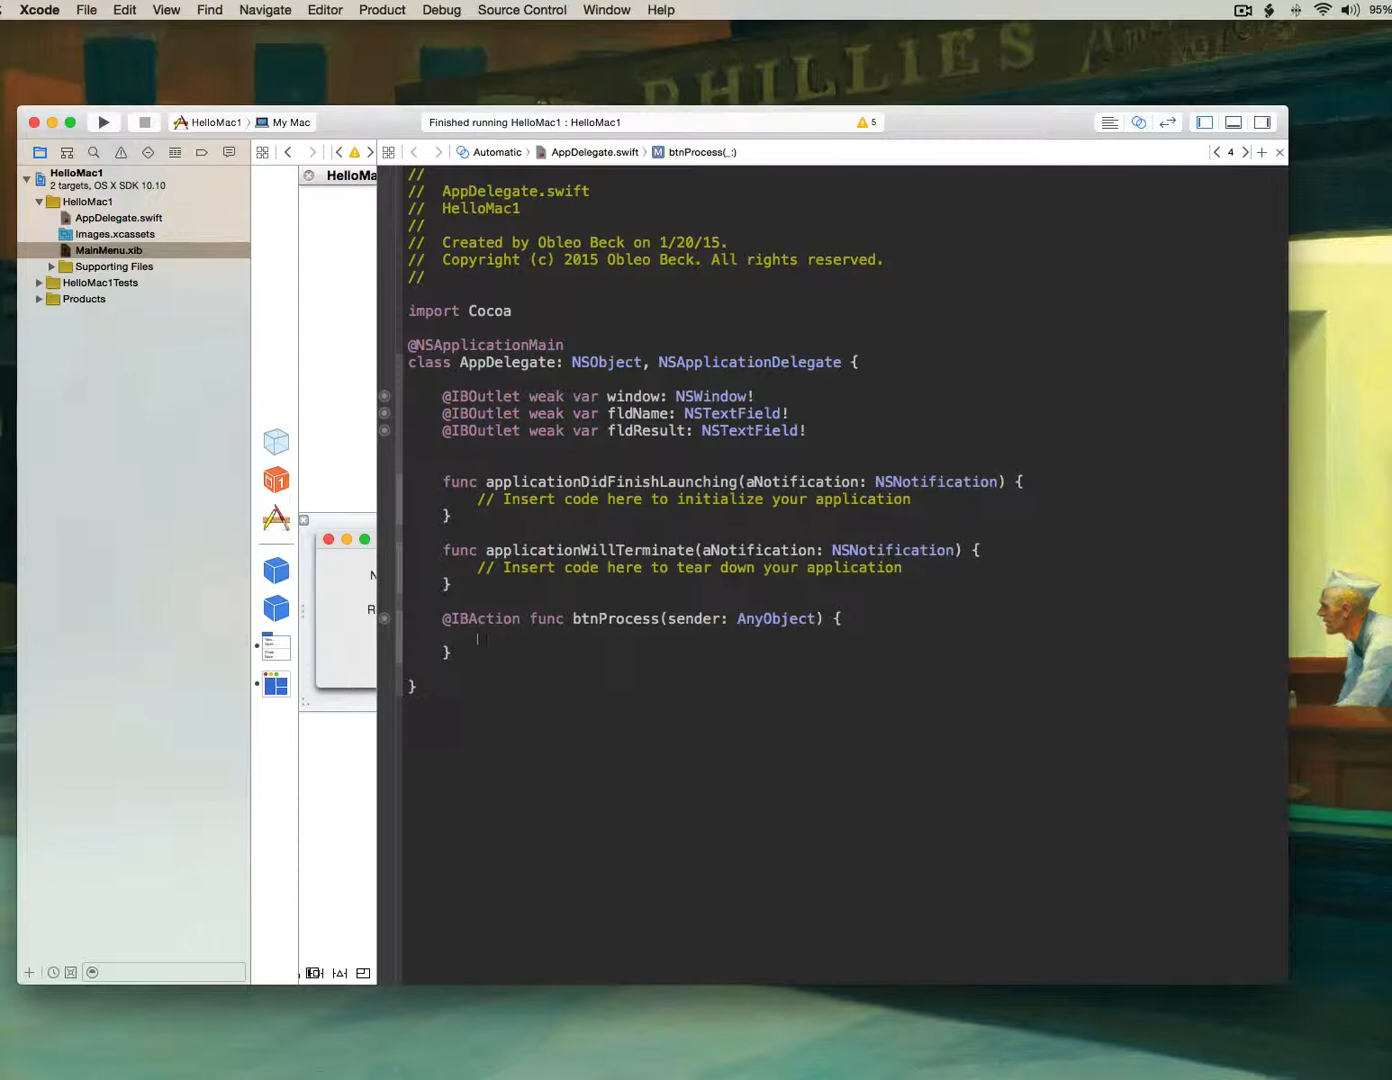 Xcode File Edit View Find Navigate Editor Product Debug Source Control Window Help 95%
PHILLIES
HelloMac1 My Mac Finished running HelloMac1 : HelloMac1 5
Automatic AppDelegate.swift btnProcess(_:) 4
HelloMac1
2 targets, OS X SDK 10.10
HelloMac1
AppDelegate.swift
Images.xcassets
MainMenu.xib
Supporting Files
HelloMac1Tests
Products
HelloMa
N
R
//
// AppDelegate.swift
// HelloMac1
//
// Created by Obleo Beck on 1/20/15.
// Copyright (c) 2015 Obleo Beck. All rights reserved.
//
import Cocoa
@NSApplicationMain
class AppDelegate: NSObject, NSApplicationDelegate {
@IBOutlet weak var window: NSWindow!
@IBOutlet weak var fldName: NSTextField!
@IBOutlet weak var fldResult: NSTextField!
func applicationDidFinishLaunching(aNotification: NSNotification) {
// Insert code here to initialize your application
}
func applicationWillTerminate(aNotification: NSNotification) {
// Insert code here to tear down your application
}
@IBAction func btnProcess(sender: AnyObject) {
}
}